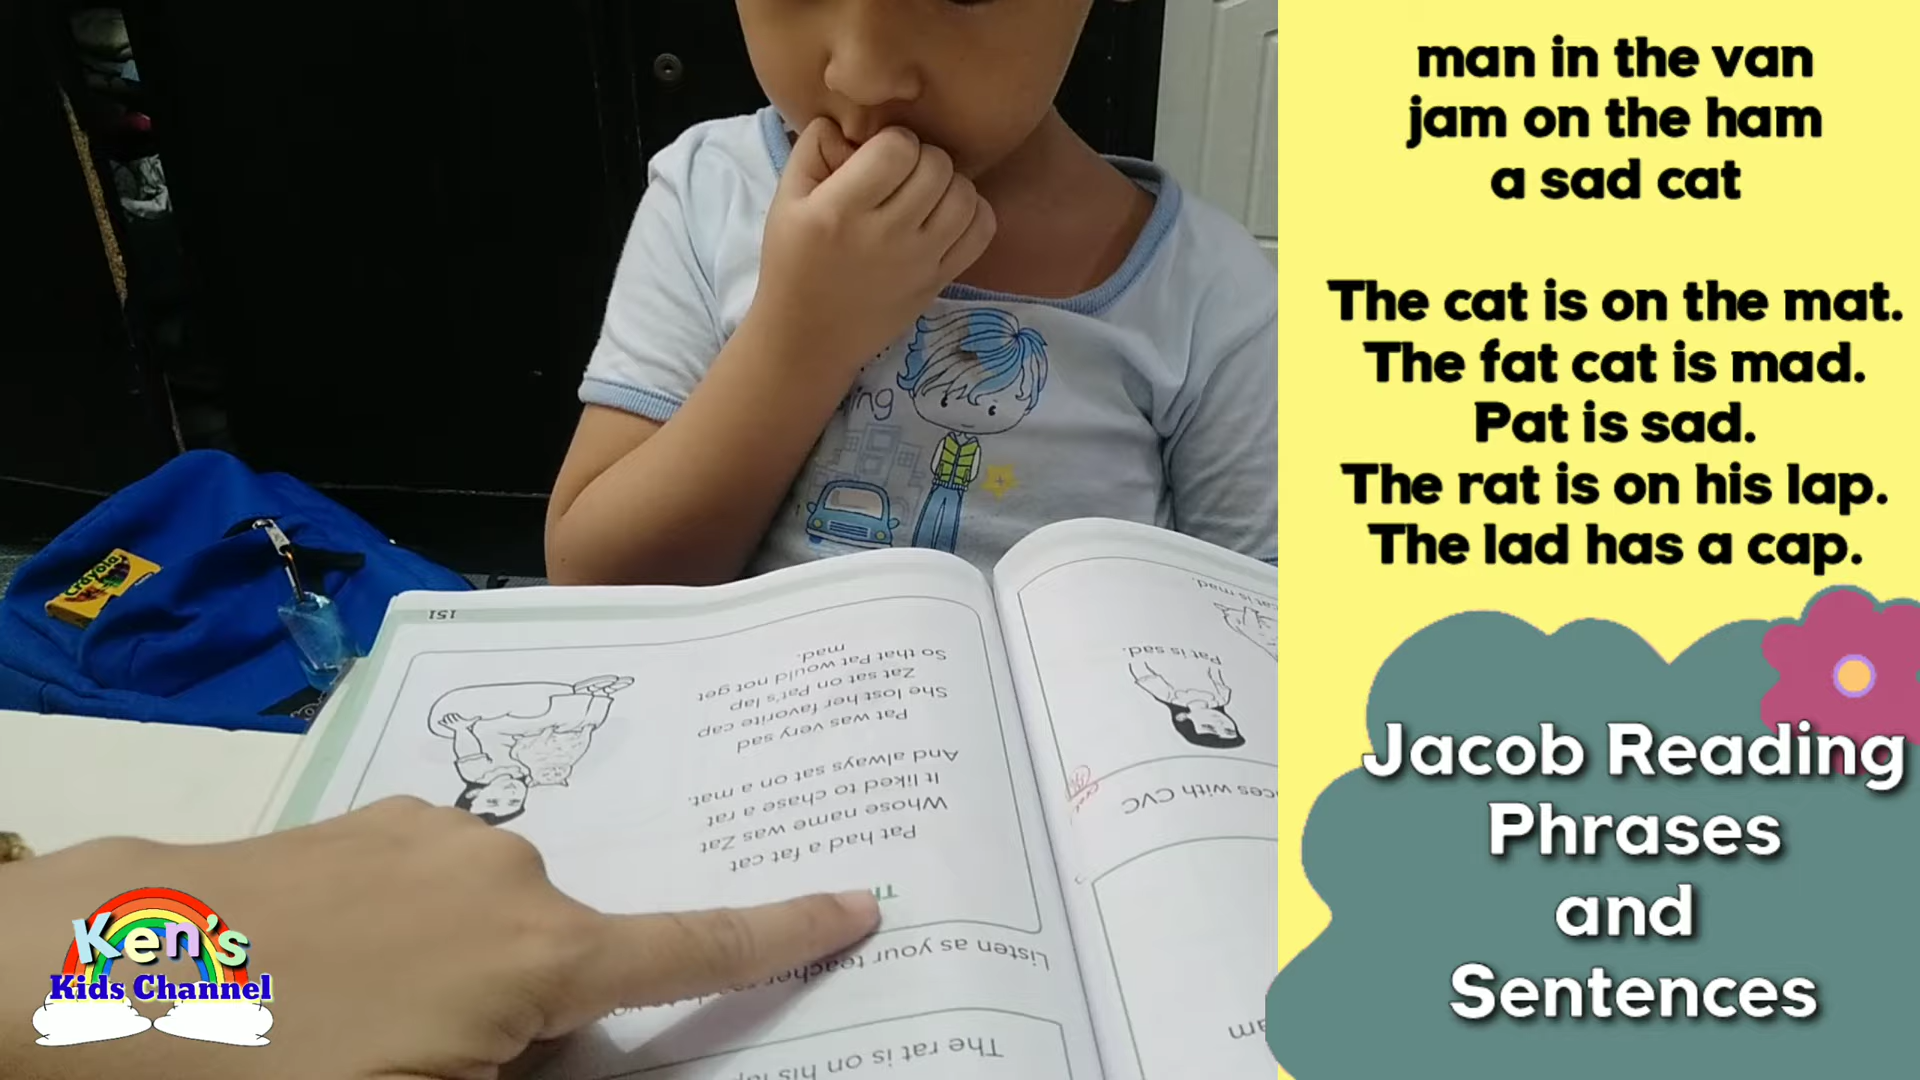 man in the van
jam on the ham
a sad cat
The cat is on the mat.
The fat cat is mad.
Pat is sad.
The rat is on his lap.
The lad has a cap.
Jacob Reading
Phrases
and
Sentences
Ken's
Kids Channel
Crayola
The rat is on his
Listen as your teacher
Pat had a fat cat
Whose name was Zat
It liked to chase a rat
And always sat on a mat.
Pat was very sad
She lost her favorite cap
Zat sat on Pat's lap
So that Pat would not get
mad.
151
with CVC
Pat is sad.
cat is mad.